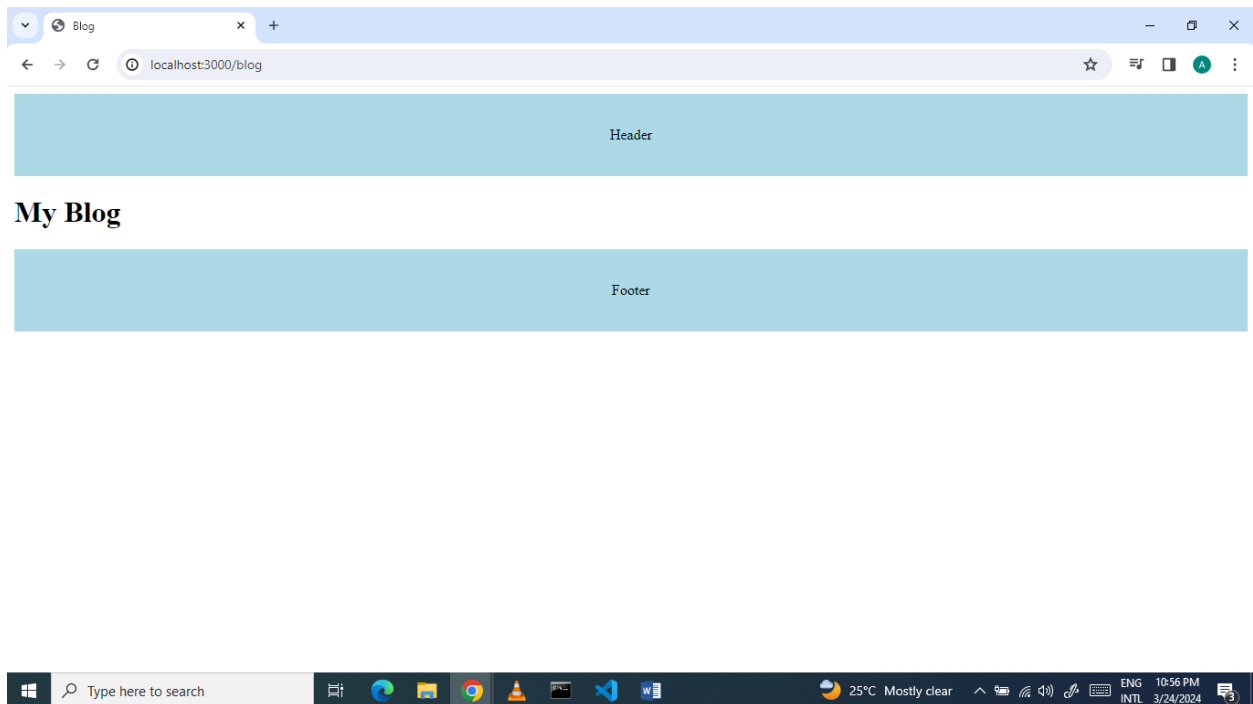 Blog
localhost:3000/blog
A
Header
My Blog
Footer
Type here to search
25°C Mostly clear
ENG
INTL
10:56 PM
3/24/2024
3